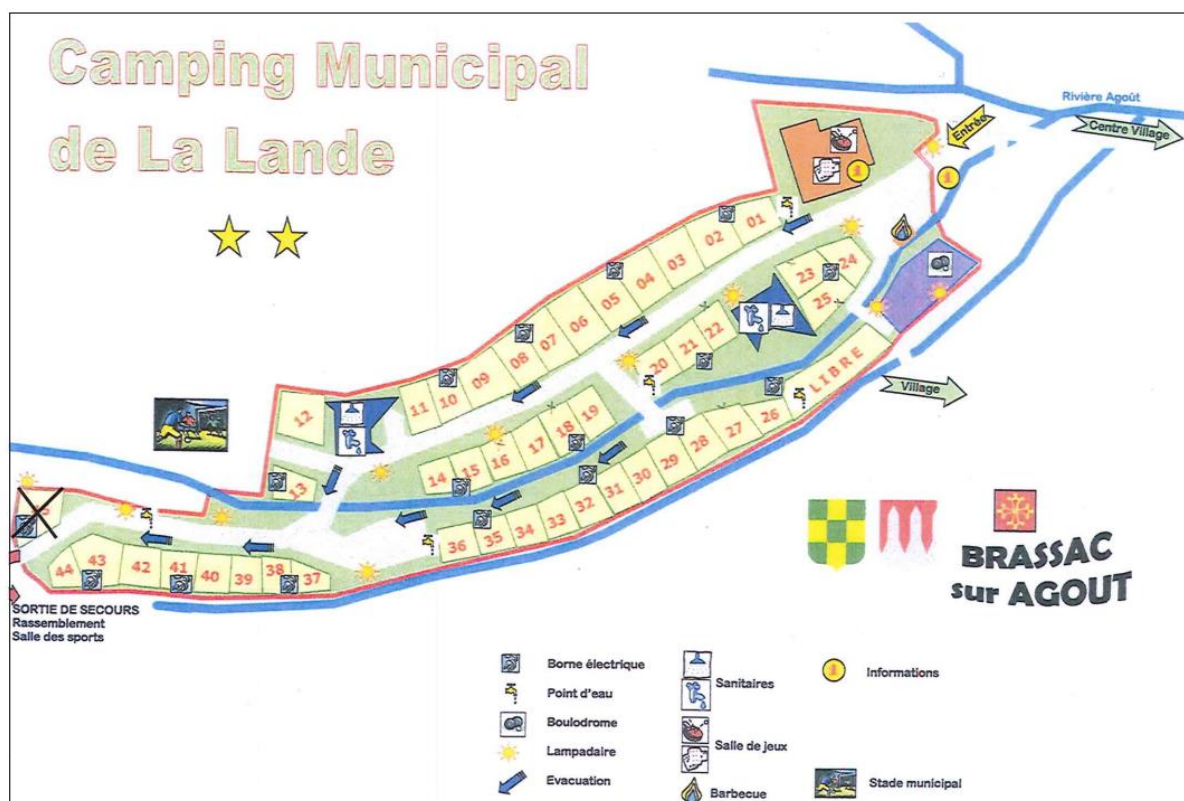 Camping Municipal
de La Lande
Rivière Agoût
Entrée
Centre Village
01
02
03
04
05
06
07
08
09
10
11
12
13
14
15
16
17
18
19
20
21
22
23
24
25
LIBRE
Village
26
27
28
29
30
31
32
33
34
35
36
37
38
39
40
41
42
43
44
SORTIE DE SECOURS
Rassemblement
Salle des sports
BRASSAC
sur AGOUT
Borne électrique
Point d'eau
Boulodrome
Lampadaire
Evacuation
Sanitaires
Salle de jeux
Barbecue
Informations
Stade municipal